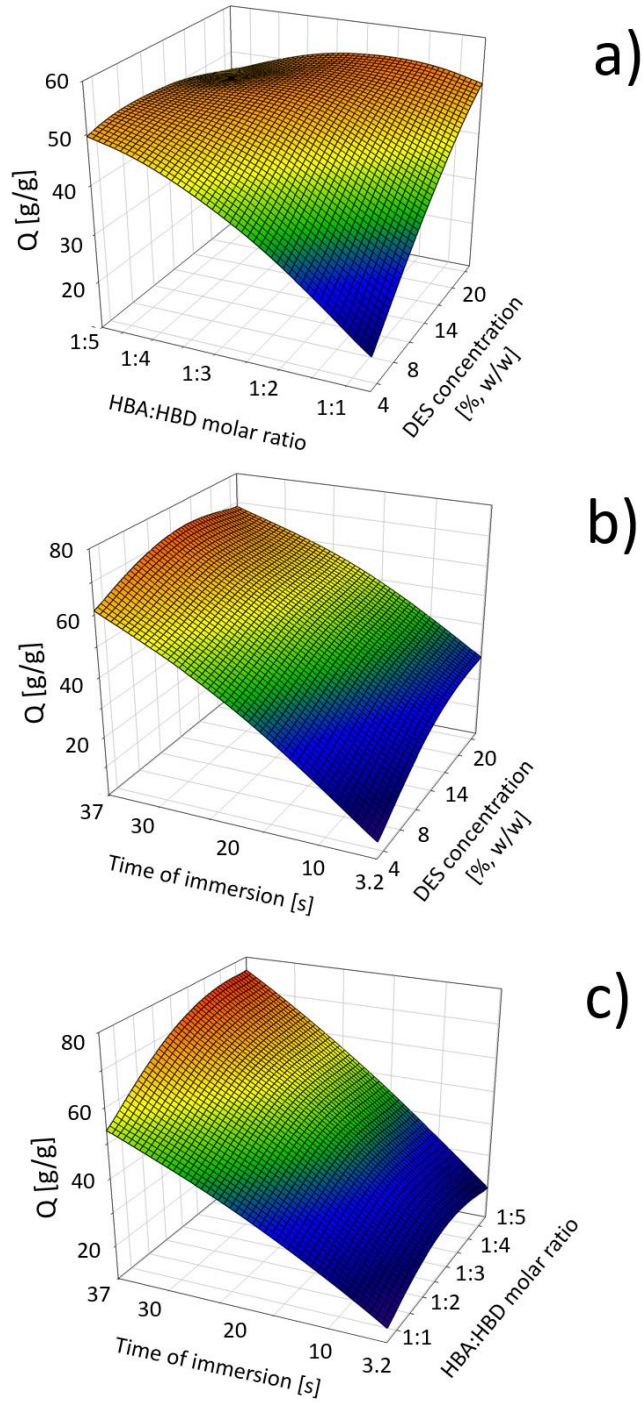 a)
60
50
40
30
20
Q [g/g]
1:5
1:4
1:3
1:2
1:1
HBA:HBD molar ratio
4
8
14
20
DES concentration
[%, w/w]
b)
80
60
40
20
Q [g/g]
37
30
20
10
3.2
Time of immersion [s]
4
8
14
20
DES concentration
[%, w/w]
c)
80
60
40
20
Q [g/g]
37
30
20
10
3.2
Time of immersion [s]
1:1
1:2
1:3
1:4
1:5
HBA:HBD molar ratio